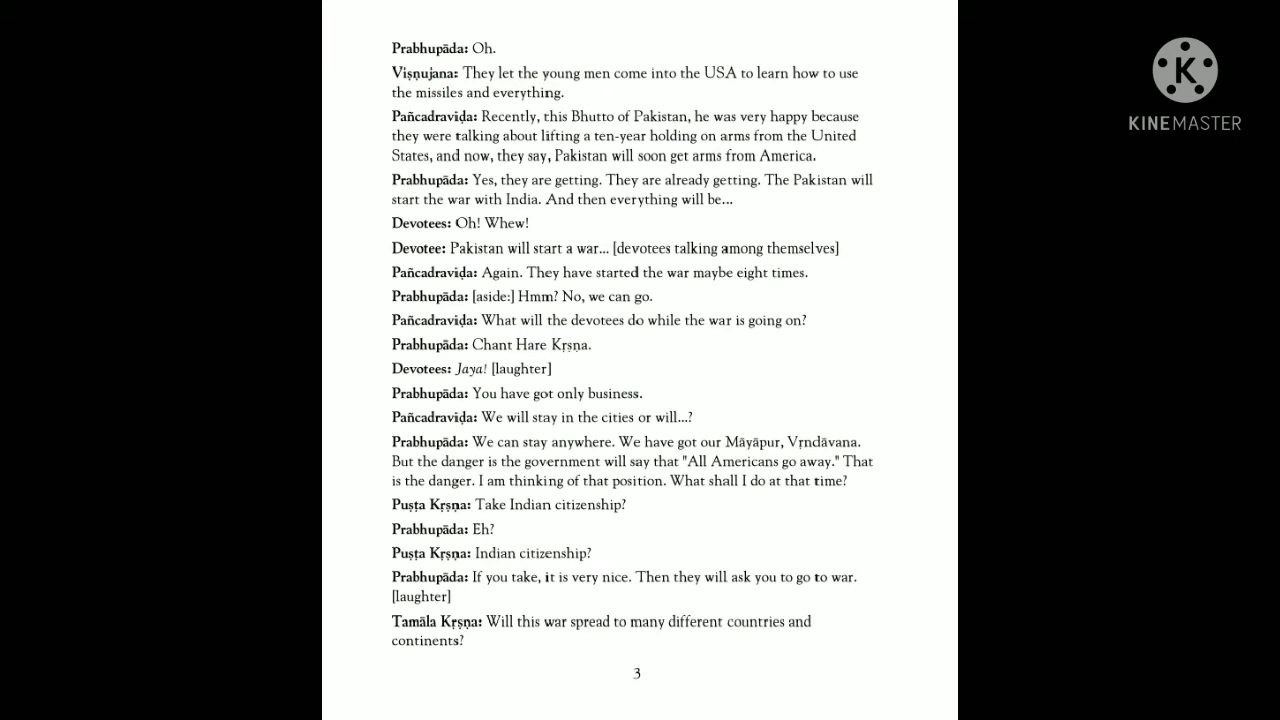 Prabhupāda: Oh.
Viṣṇujana: They let the young men come into the USA to learn how to use
the missiles and everything.
Pañcadraviḍa: Recently, this Bhutto of Pakistan, he was very happy because
they were talking about lifting a ten-year holding on arms from the United
States, and now, they say, Pakistan will soon get arms from America.
Prabhupāda: Yes, they are getting. They are already getting. The Pakistan will
start the war with India. And then everything will be...
Devotees: Oh! Whew!
Devotee: Pakistan will start a war... [devotees talking among themselves]
Pañcadraviḍa: Again. They have started the war maybe eight times.
Prabhupāda: [aside:] Hmm? No, we can go.
Pañcadraviḍa: What will the devotees do while the war is going on?
Prabhupāda: Chant Hare Kṛṣṇa.
Devotees: Jaya! [laughter]
Prabhupāda: You have got only business.
Pañcadraviḍa: We will stay in the cities or will...?
Prabhupāda: We can stay anywhere. We have got our Māyāpur, Vṛndāvana.
But the danger is the government will say that "All Americans go away." That
is the danger. I am thinking of that position. What shall I do at that time?
Puṣṭa Kṛṣṇa: Take Indian citizenship?
Prabhupāda: Eh?
Puṣṭa Kṛṣṇa: Indian citizenship?
Prabhupāda: If you take, it is very nice. Then they will ask you to go to war.
[laughter]
Tamāla Kṛṣṇa: Will this war spread to many different countries and
continents?
3
K
KINEMASTER